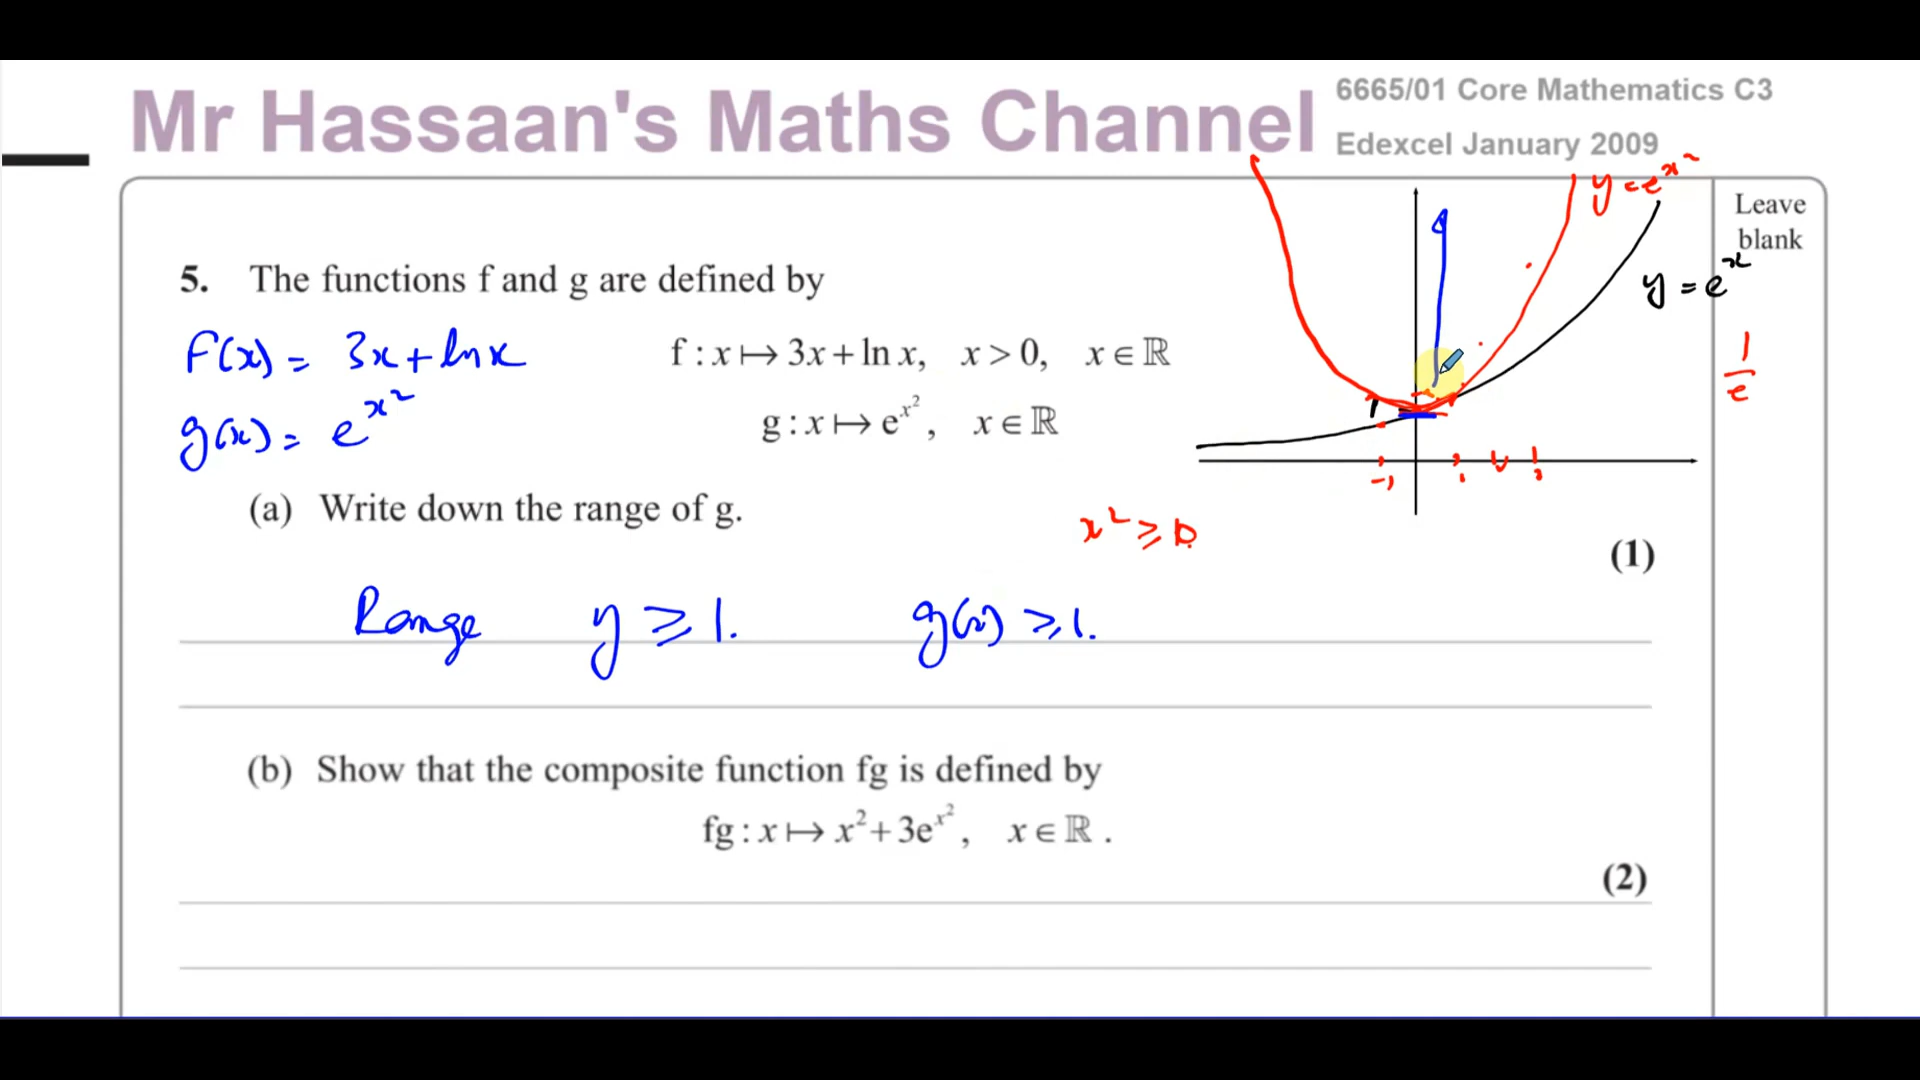 Mr Hassaan's Maths Channel
6665/01 Core Mathematics C3
Edexcel January 2009
Leave
blank
y = e^x²
y = e^x
1/e
-1
5. The functions f and g are defined by
f(x) = 3x + ln x
f : x ↦ 3x + ln x, x > 0, x ∈ ℝ
g(x) = e^x²
g : x ↦ e^x², x ∈ ℝ
(a) Write down the range of g.
x² ≥ 0
(1)
Range y ≥ 1. g(x) ≥ 1.
(b) Show that the composite function fg is defined by
fg : x ↦ x² + 3e^x², x ∈ ℝ .
(2)